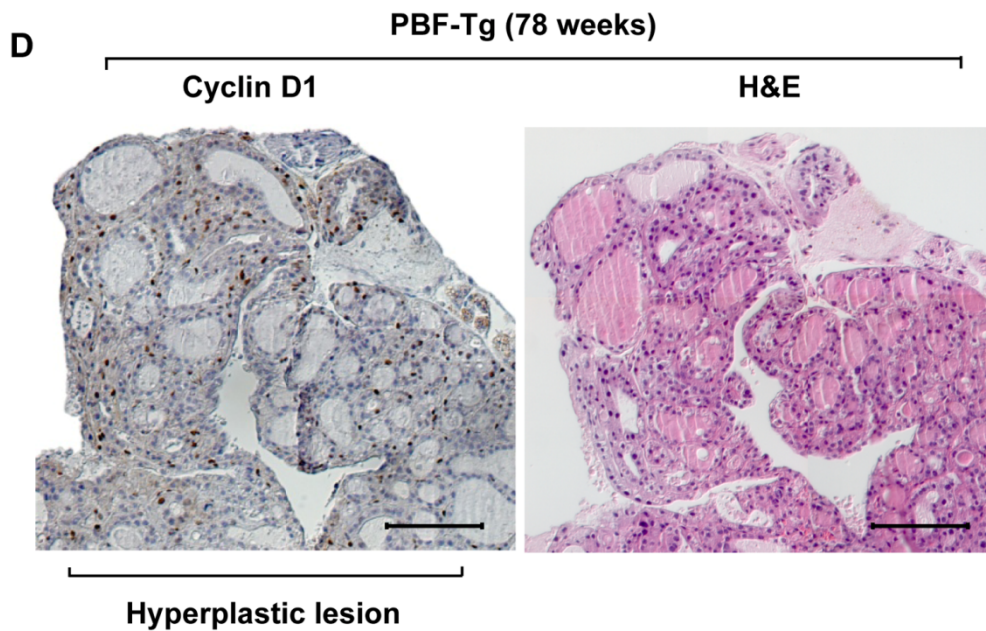 D
PBF-Tg (78 weeks)
Cyclin D1
H&E
Hyperplastic lesion